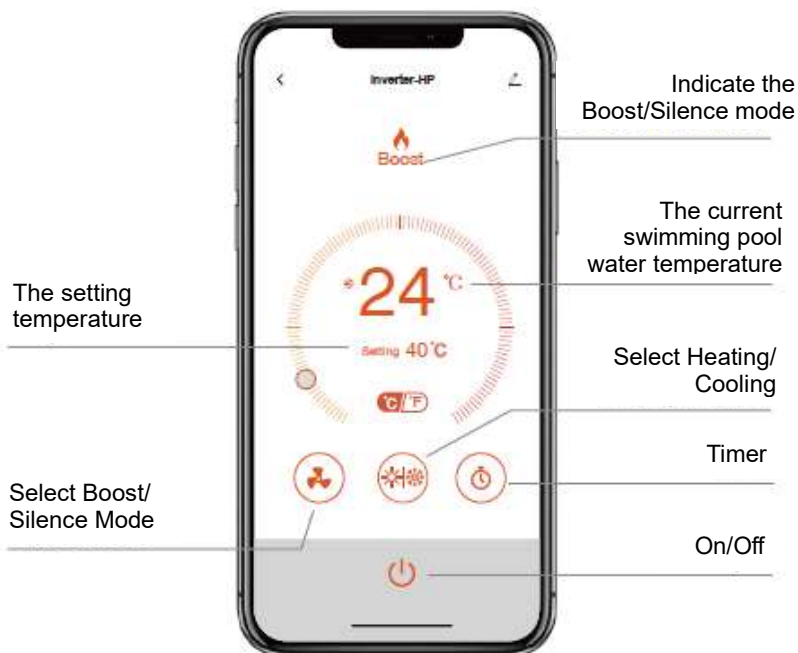 Inverter-HP
Indicate the
Boost/Silence mode
Boost
The current
swimming pool
water temperature
24 °C
The setting
temperature
Setting 40°C
Select Heating/
Cooling
°C/°F
Timer
Select Boost/
Silence Mode
On/Off